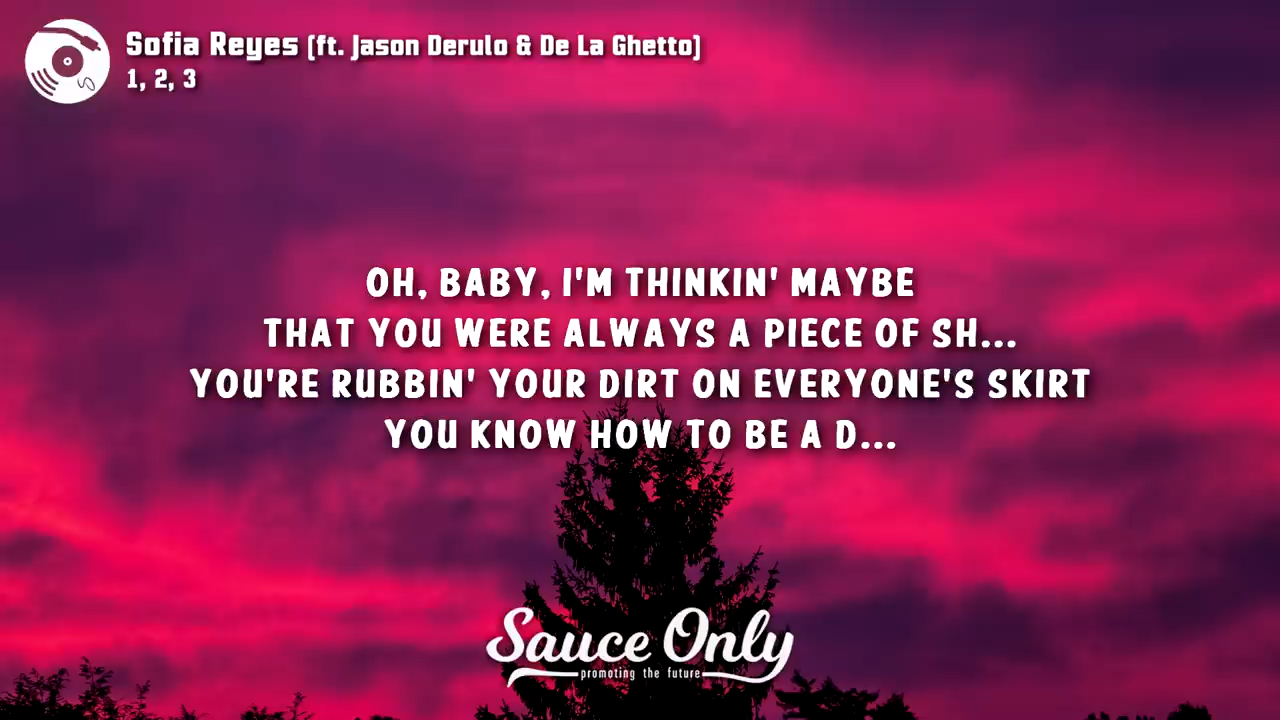 Sofia Reyes (ft. Jason Derulo & De La Ghetto)
1, 2, 3
OH, BABY, I'M THINKIN' MAYBE
THAT YOU WERE ALWAYS A PIECE OF SH...
YOU'RE RUBBIN' YOUR DIRT ON EVERYONE'S SKIRT
YOU KNOW HOW TO BE A D...
Sauce Only
promoting the future